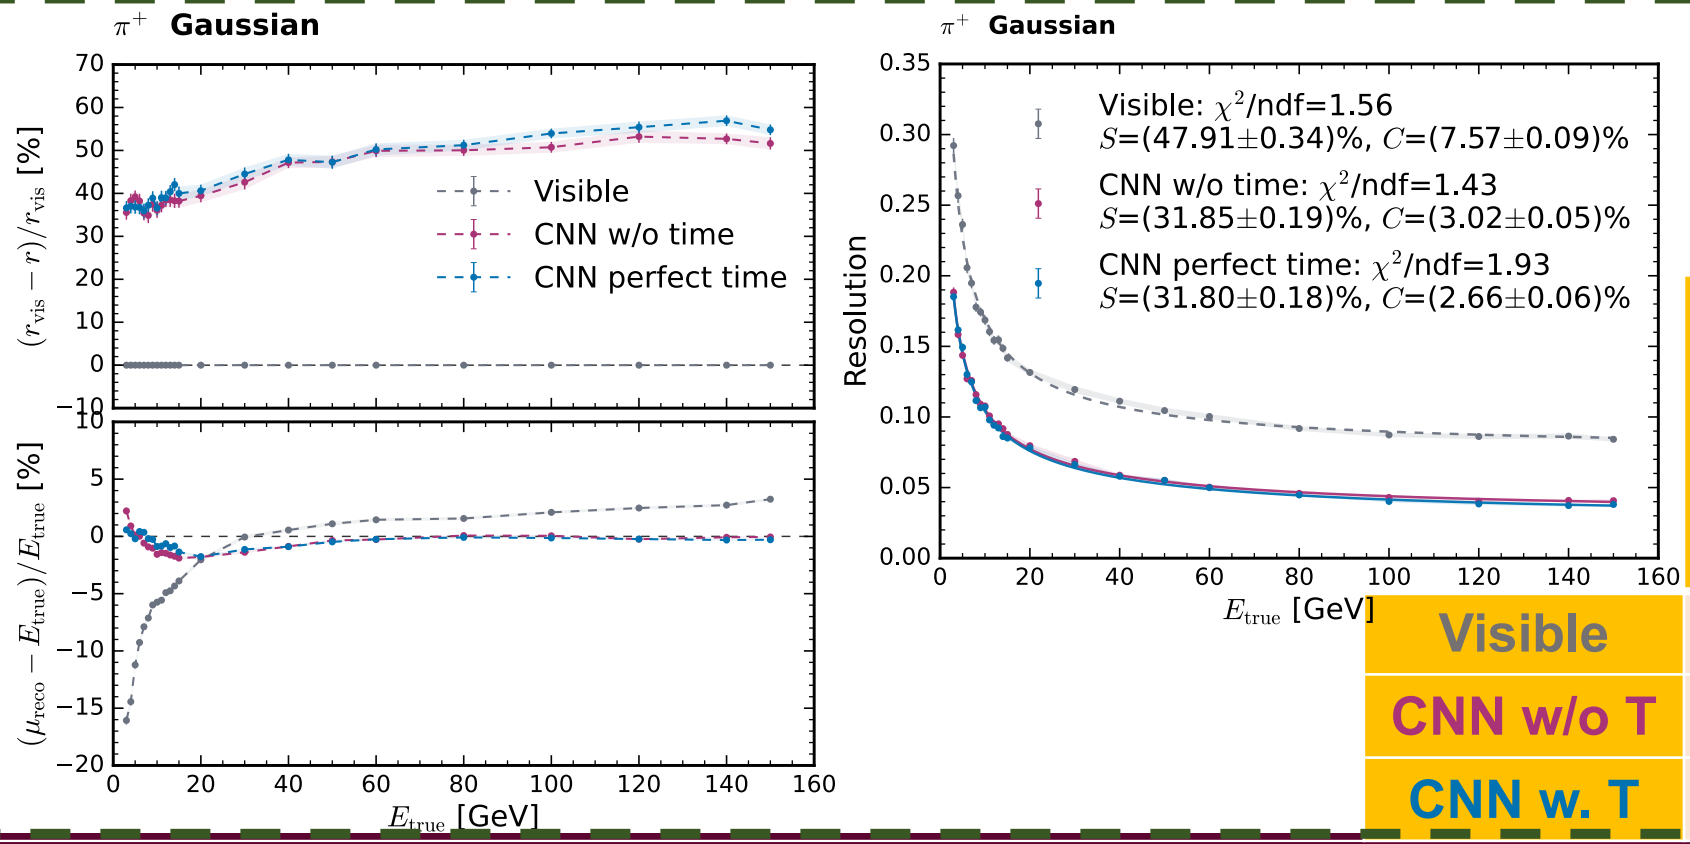 π⁺ Gaussian
(r_vis − r)/r_vis [%]
70
60
50
40
30
20
10
0
−10
Visible
CNN w/o time
CNN perfect time
(μ_reco − E_true)/E_true [%]
10
5
0
−5
−10
−15
−20
0 20 40 60 80 100 120 140 160
E_true [GeV]
π⁺ Gaussian
Resolution
0.35
0.30
0.25
0.20
0.15
0.10
0.05
0.00
Visible: χ²/ndf=1.56
S=(47.91±0.34)%, C=(7.57±0.09)%
CNN w/o time: χ²/ndf=1.43
S=(31.85±0.19)%, C=(3.02±0.05)%
CNN perfect time: χ²/ndf=1.93
S=(31.80±0.18)%, C=(2.66±0.06)%
0 20 40 60 80 100 120 140 160
E_true [GeV]
Visible
CNN w/o T
CNN w. T